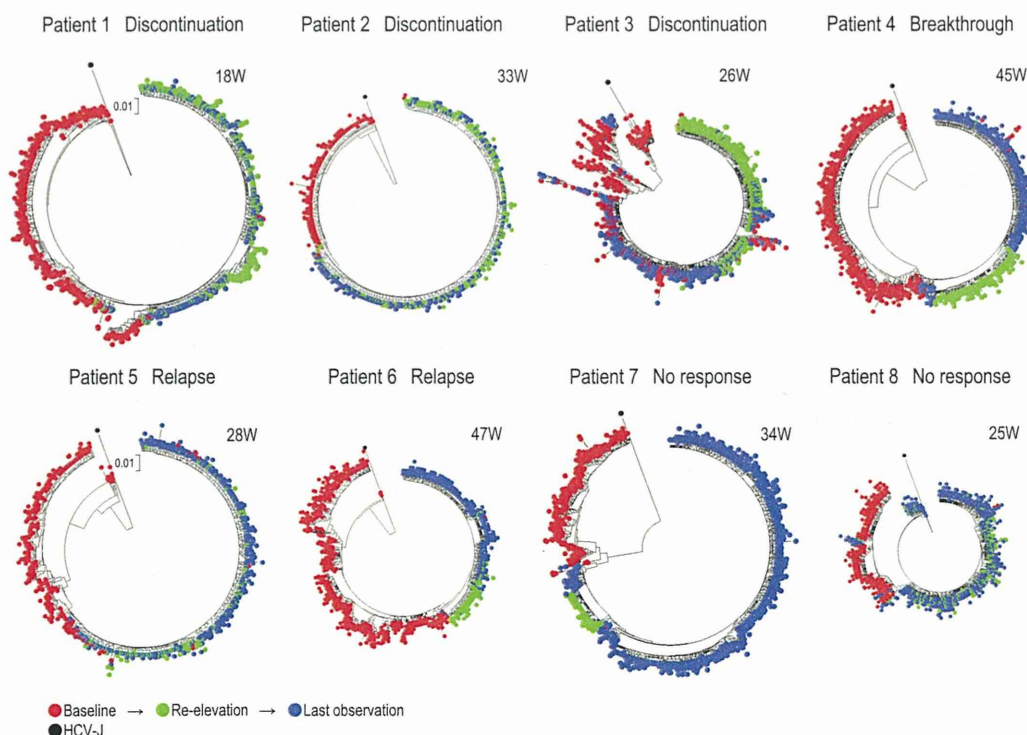 Patient 1 Discontinuation
18W
0.01
Patient 2 Discontinuation
33W
Patient 3 Discontinuation
26W
Patient 4 Breakthrough
45W
Patient 5 Relapse
28W
0.01
Patient 6 Relapse
47W
Patient 7 No response
34W
Patient 8 No response
25W
Baseline → Re-elevation → Last observation
HCV-J